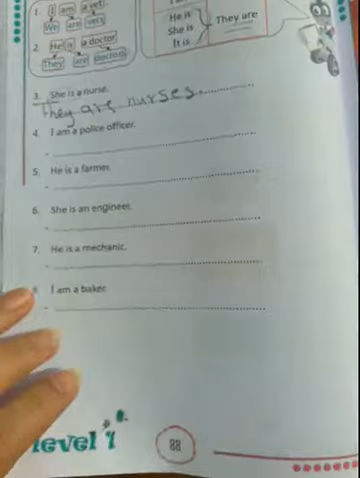 1. I am a vet.
We are vets
He is
She is
It is
They are
2. He is a doctor
They are doctors
3. She is a nurse.
They are nurses.
4. I am a police officer.
5. He is a farmer.
6. She is an engineer.
7. He is a mechanic.
8. I am a baker.
level 1
88